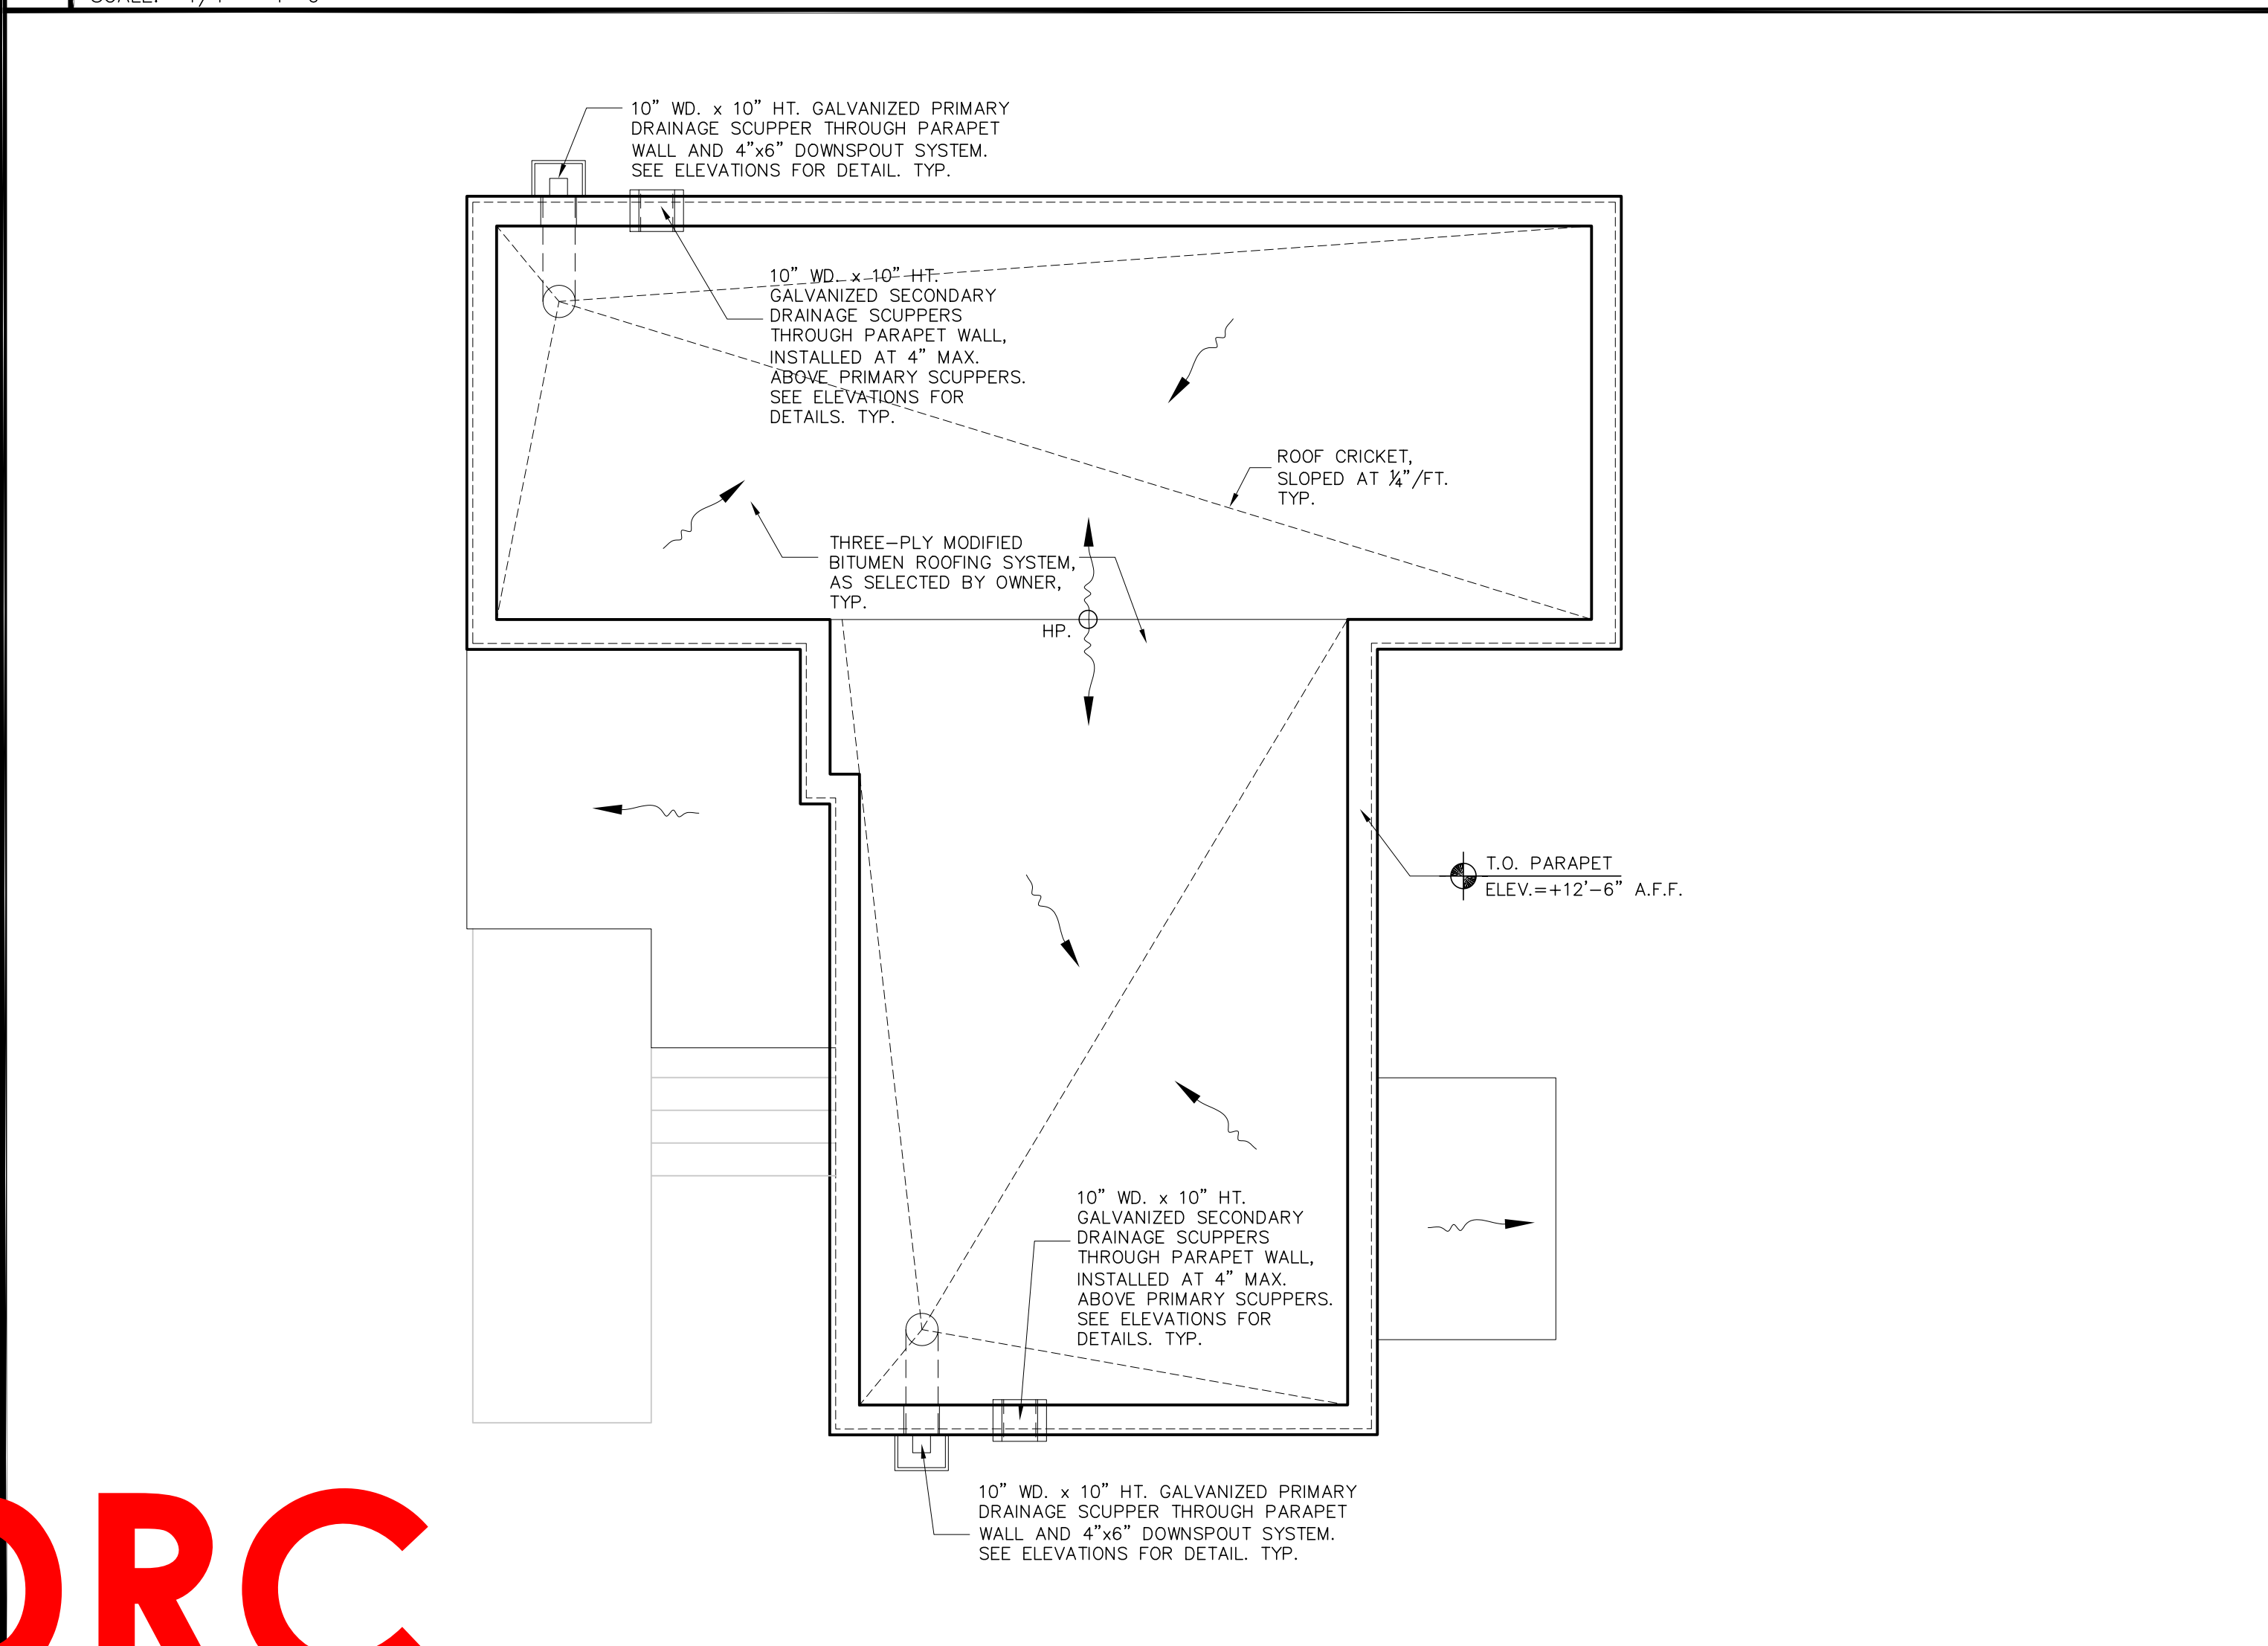 10” WD. x 10” HT. GALVANIZED PRIMARY
DRAINAGE SCUPPER THROUGH PARAPET
WALL AND 4”x6” DOWNSPOUT SYSTEM.
SEE ELEVATIONS FOR DETAIL. TYP.
10” WD. x 10” HT.
GALVANIZED SECONDARY
DRAINAGE SCUPPERS
THROUGH PARAPET WALL,
INSTALLED AT 4” MAX.
ABOVE PRIMARY SCUPPERS.
SEE ELEVATIONS FOR
DETAILS. TYP.
ROOF CRICKET,
SLOPED AT ¼”/FT.
TYP.
THREE-PLY MODIFIED
BITUMEN ROOFING SYSTEM,
AS SELECTED BY OWNER,
TYP.
HP.
T.O. PARAPET
ELEV.=+12’-6” A.F.F.
10” WD. x 10” HT.
GALVANIZED SECONDARY
DRAINAGE SCUPPERS
THROUGH PARAPET WALL,
INSTALLED AT 4” MAX.
ABOVE PRIMARY SCUPPERS.
SEE ELEVATIONS FOR
DETAILS. TYP.
10” WD. x 10” HT. GALVANIZED PRIMARY
DRAINAGE SCUPPER THROUGH PARAPET
WALL AND 4”x6” DOWNSPOUT SYSTEM.
SEE ELEVATIONS FOR DETAIL. TYP.